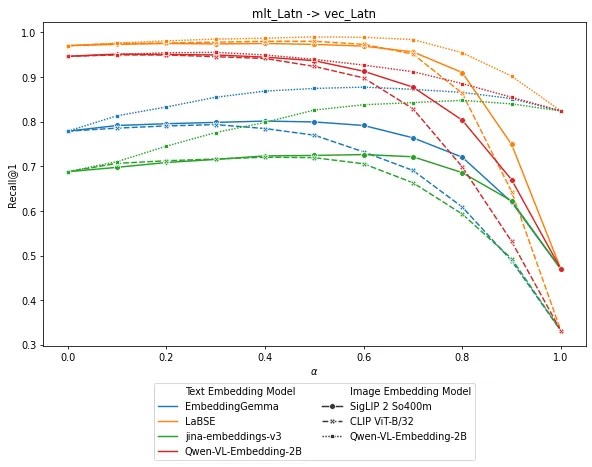 mlt_Latn -> vec_Latn
Recall@1
1.0
0.9
0.8
0.7
0.6
0.5
0.4
0.3
0.0 0.2 0.4 0.6 0.8 1.0
α
Text Embedding Model
EmbeddingGemma
LaBSE
jina-embeddings-v3
Qwen-VL-Embedding-2B
Image Embedding Model
SigLIP 2 So400m
CLIP ViT-B/32
Qwen-VL-Embedding-2B